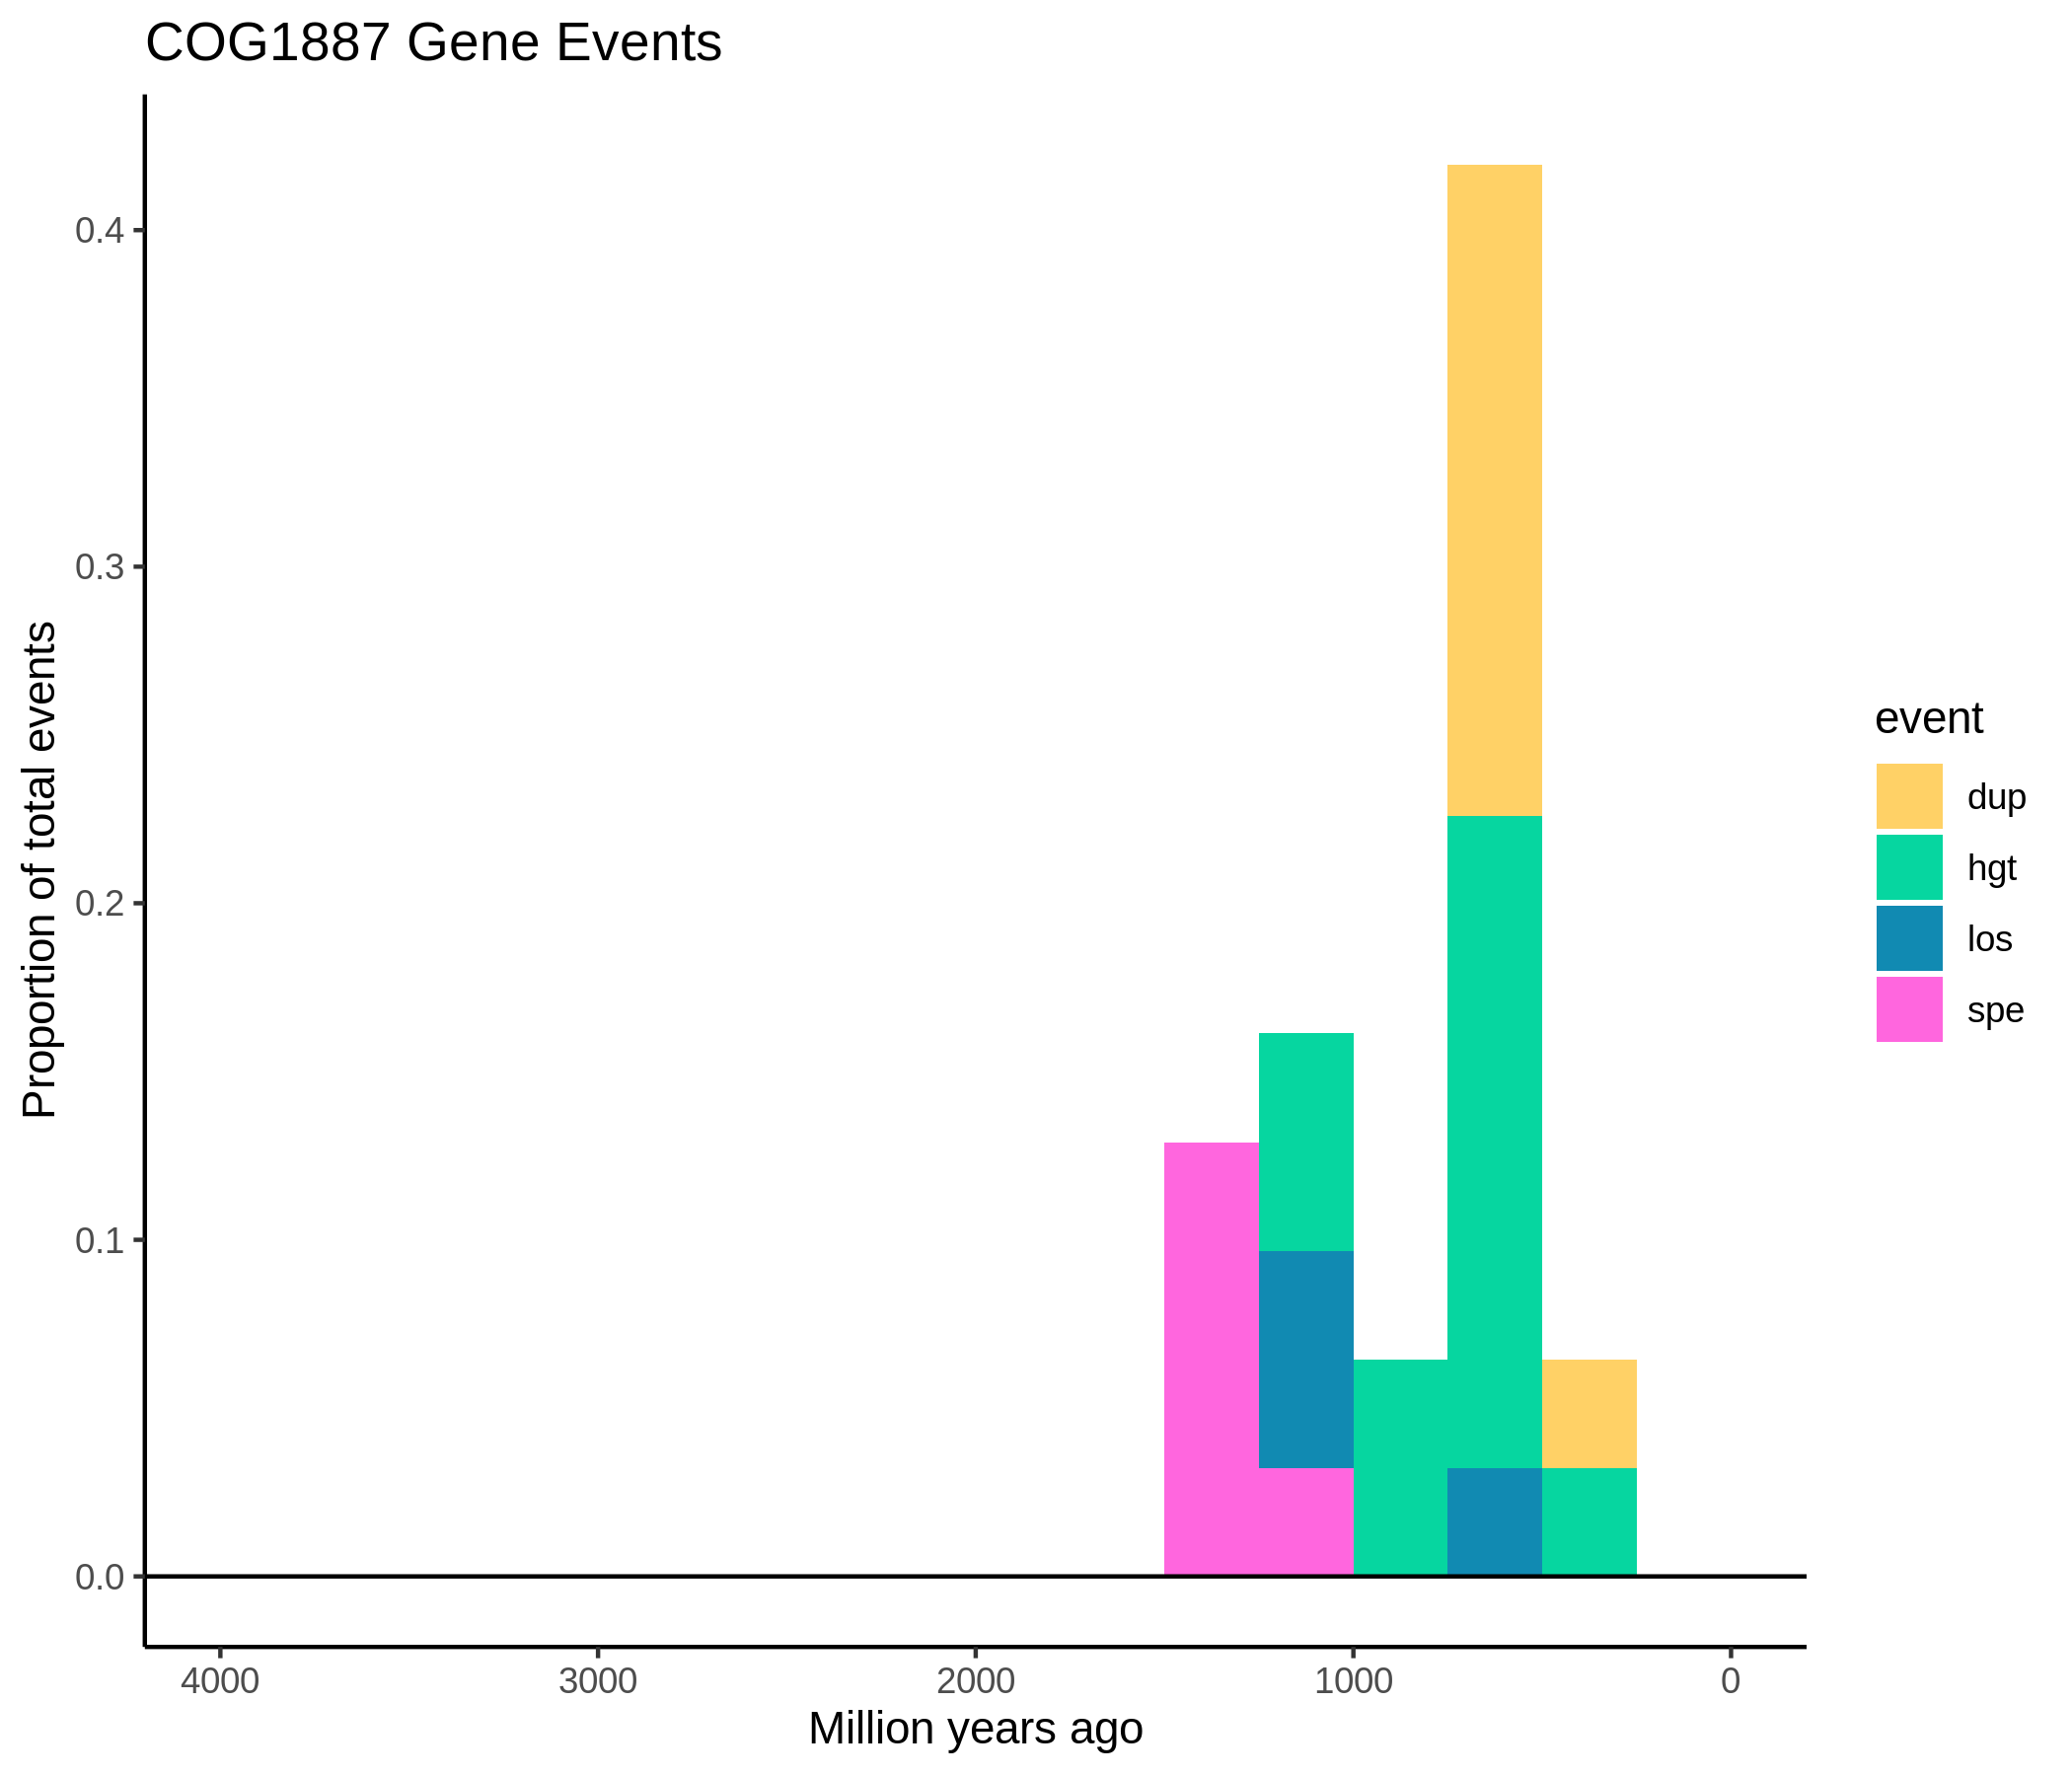 COG1887 Gene Events
Proportion of total events
0.4
0.3
0.2
0.1
0.0
4000 3000 2000 1000 0
Million years ago
event
dup
hgt
los
spe